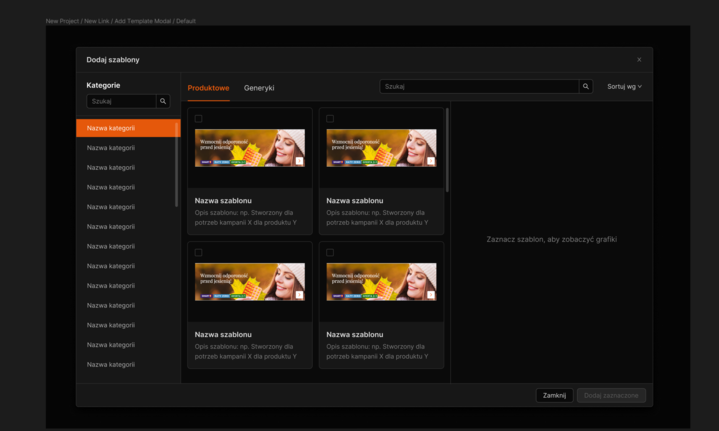 New Project / New Link / Add Template Modal / Default
Dodaj szablony
Kategorie
Szukaj
Nazwa kategorii
Nazwa kategorii
Nazwa kategorii
Nazwa kategorii
Nazwa kategorii
Nazwa kategorii
Nazwa kategorii
Nazwa kategorii
Nazwa kategorii
Nazwa kategorii
Nazwa kategorii
Nazwa kategorii
Nazwa kategorii
Produktowe
Generyki
Szukaj
Sortuj wg
Wzmocnij odporność
przed jesienią!
Nazwa szablonu
Opis szablonu: np. Stworzony dla
potrzeb kampanii X dla produktu Y
Wzmocnij odporność
przed jesienią!
Nazwa szablonu
Opis szablonu: np. Stworzony dla
potrzeb kampanii X dla produktu Y
Wzmocnij odporność
przed jesienią!
Nazwa szablonu
Opis szablonu: np. Stworzony dla
potrzeb kampanii X dla produktu Y
Wzmocnij odporność
przed jesienią!
Nazwa szablonu
Opis szablonu: np. Stworzony dla
potrzeb kampanii X dla produktu Y
Zaznacz szablon, aby zobaczyć grafiki
Zamknij
Dodaj zaznaczone